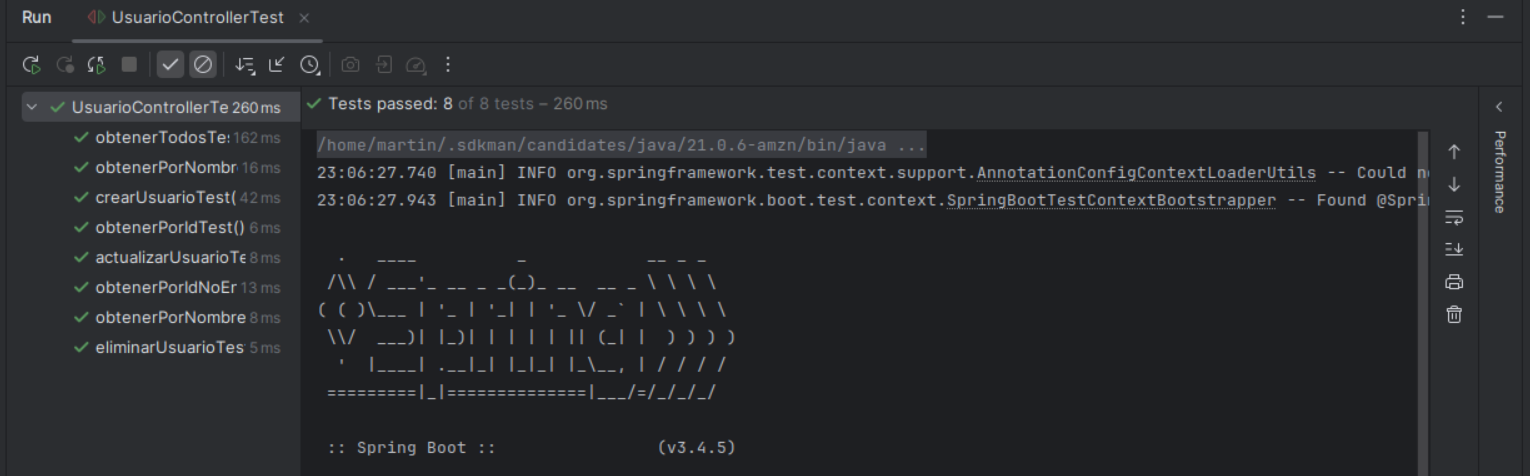 Run UsuarioControllerTest
UsuarioControllerTe 260 ms
obtenerTodosTe: 162 ms
obtenerPorNombr 16 ms
crearUsuarioTest( 42 ms
obtenerPorIdTest() 6 ms
actualizarUsuarioTe 8 ms
obtenerPorIdNoEr 13 ms
obtenerPorNombre 8 ms
eliminarUsuarioTes 5 ms
Tests passed: 8 of 8 tests – 260 ms
/home/martin/.sdkman/candidates/java/21.0.6-amzn/bin/java ...
23:06:27.740 [main] INFO org.springframework.test.context.support.AnnotationConfigContextLoaderUtils -- Could n
23:06:27.943 [main] INFO org.springframework.boot.test.context.SpringBootTestContextBootstrapper -- Found @Spri
  .   ____          _            __ _ _
 /\\ / ___'_ __ _ _(_)_ __  __ _ \ \ \ \
( ( )\___ | '_ | '_| | '_ \/ _` | \ \ \ \
 \\/  ___)| |_)| | | | | || (_| |  ) ) ) )
  '  |____| .__|_| |_|_| |_\__, | / / / /
 =========|_|==============|___/=/_/_/_/
 :: Spring Boot ::                (v3.4.5)
Performance